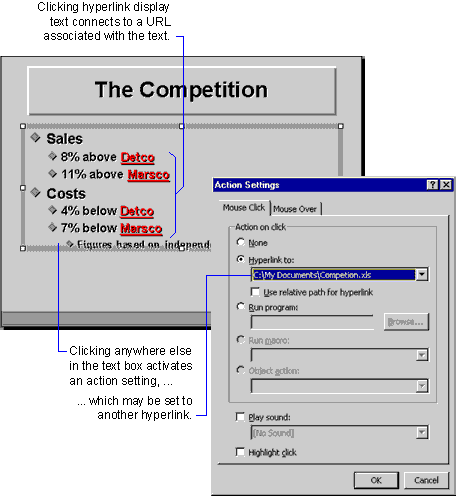 Clicking hyperlink display
text connects to a URL
associated with the text.
The Competition
Sales
8% above Detco
11% above Marsco
Costs
4% below Detco
7% below Marsco
Figures based on independ
Action Settings
Mouse Click
Mouse Over
Action on click
None
Hyperlink to:
C:\My Documents\Competion.xls
Use relative path for hyperlink
Run program:
Browse...
Run macro:
Object action:
Play sound:
[No Sound]
Highlight click
OK
Cancel
Clicking anywhere else
in the text box activates
an action setting, ...
... which may be set to
another hyperlink.